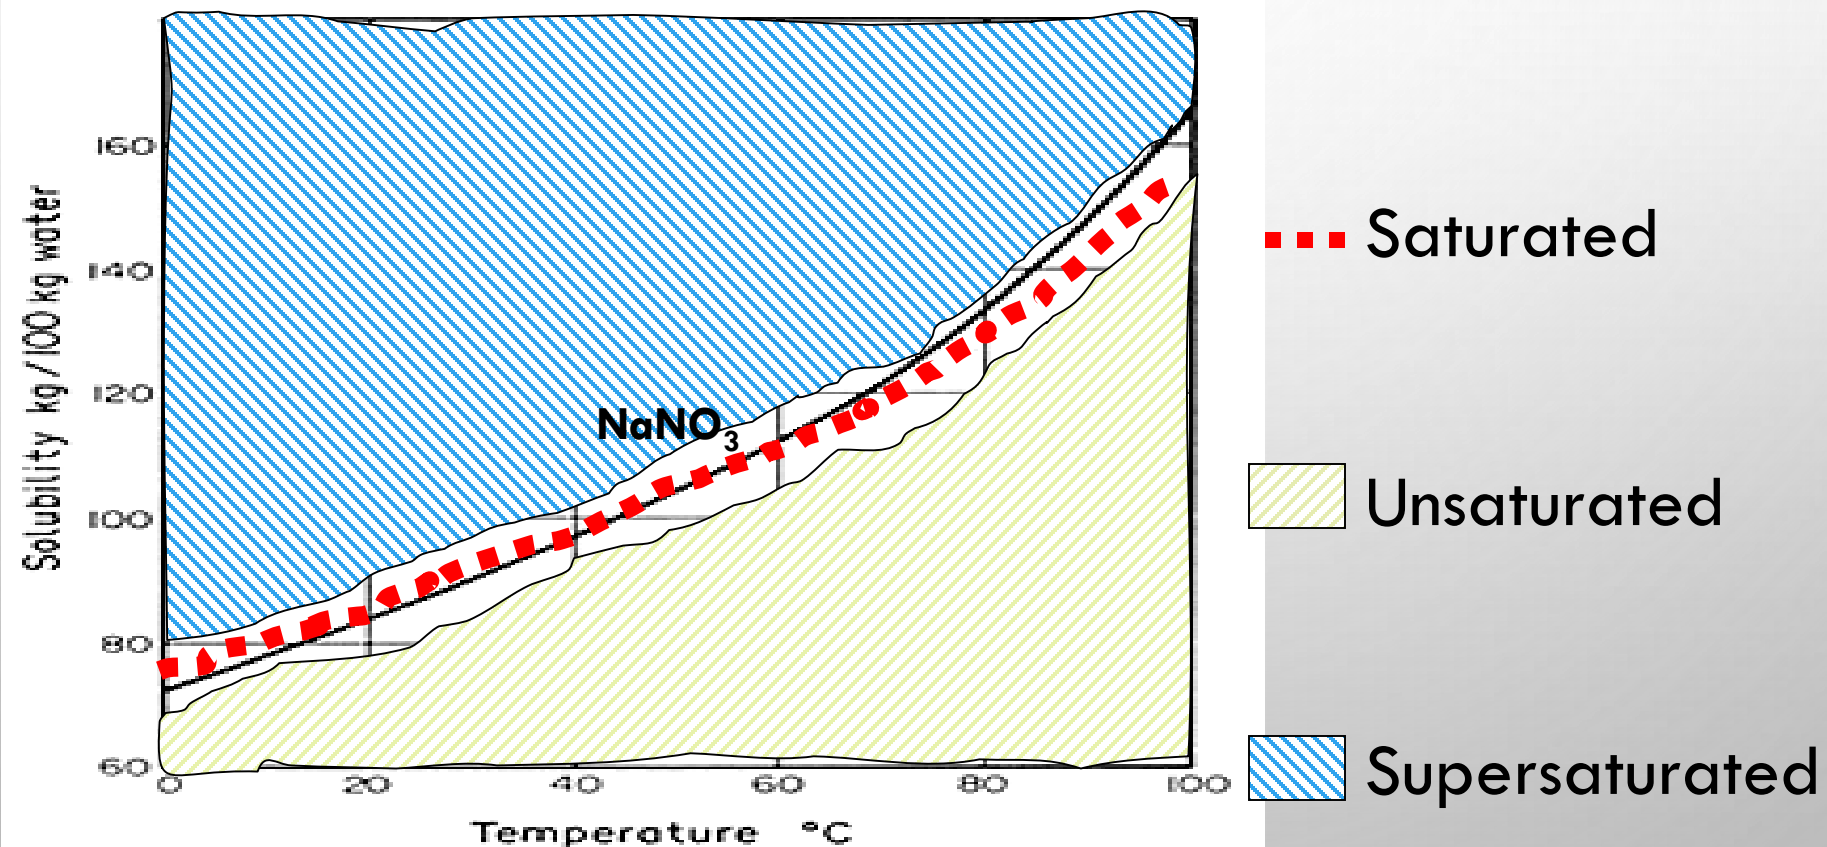 160
140
120
100
80
60
Solubility kg/100 kg water
NaNO₃
0 20 40 60 80 100
Temperature °C
Saturated
Unsaturated
Supersaturated